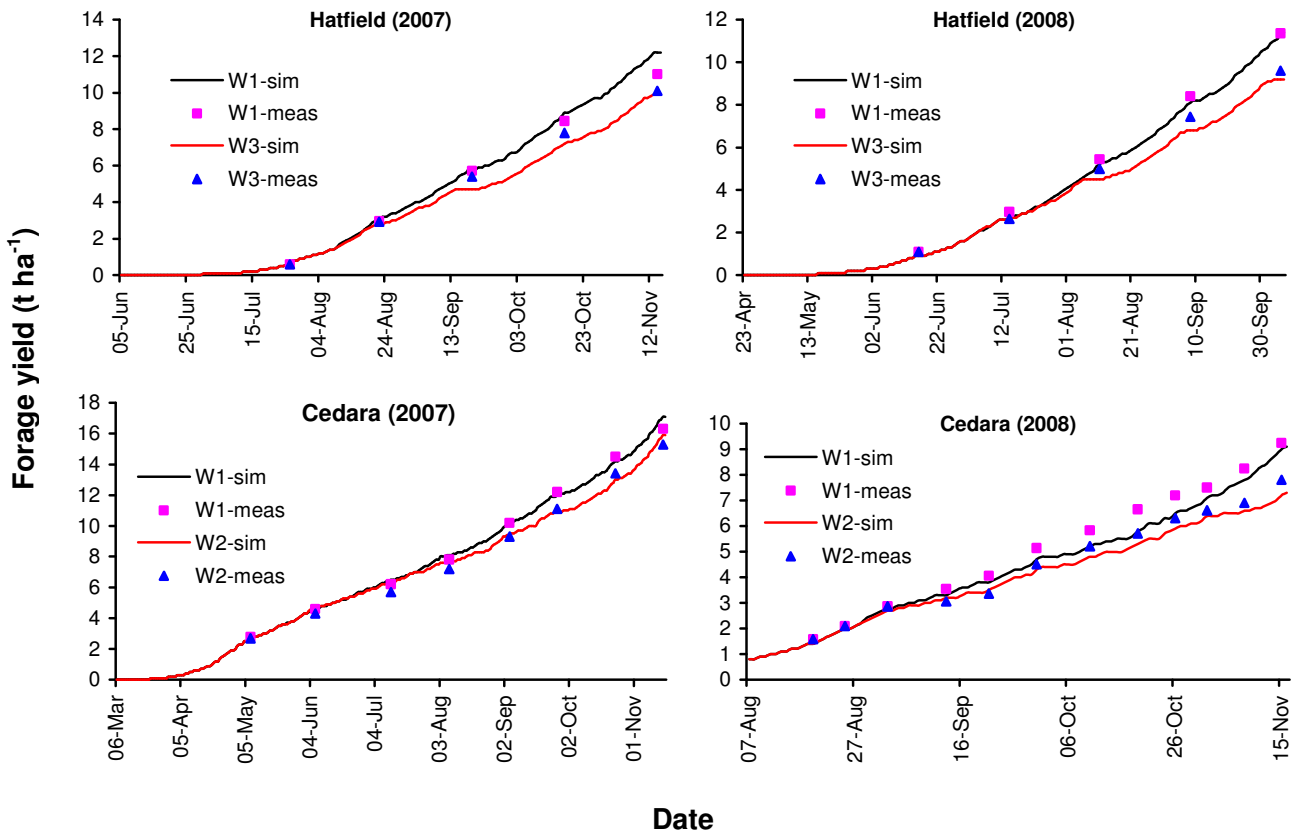 Forage yield (t ha⁻¹)
Hatfield (2007)
14
12
10
8
6
4
2
0
W1-sim
W1-meas
W3-sim
W3-meas
05-Jun
25-Jun
15-Jul
04-Aug
24-Aug
13-Sep
03-Oct
23-Oct
12-Nov
Hatfield (2008)
12
10
8
6
4
2
0
W1-sim
W1-meas
W3-sim
W3-meas
23-Apr
13-May
02-Jun
22-Jun
12-Jul
01-Aug
21-Aug
10-Sep
30-Sep
Cedara (2007)
18
16
14
12
10
8
6
4
2
0
W1-sim
W1-meas
W2-sim
W2-meas
06-Mar
05-Apr
05-May
04-Jun
04-Jul
03-Aug
02-Sep
02-Oct
01-Nov
Cedara (2008)
10
9
8
7
6
5
4
3
2
1
0
W1-sim
W1-meas
W2-sim
W2-meas
07-Aug
27-Aug
16-Sep
06-Oct
26-Oct
15-Nov
Date